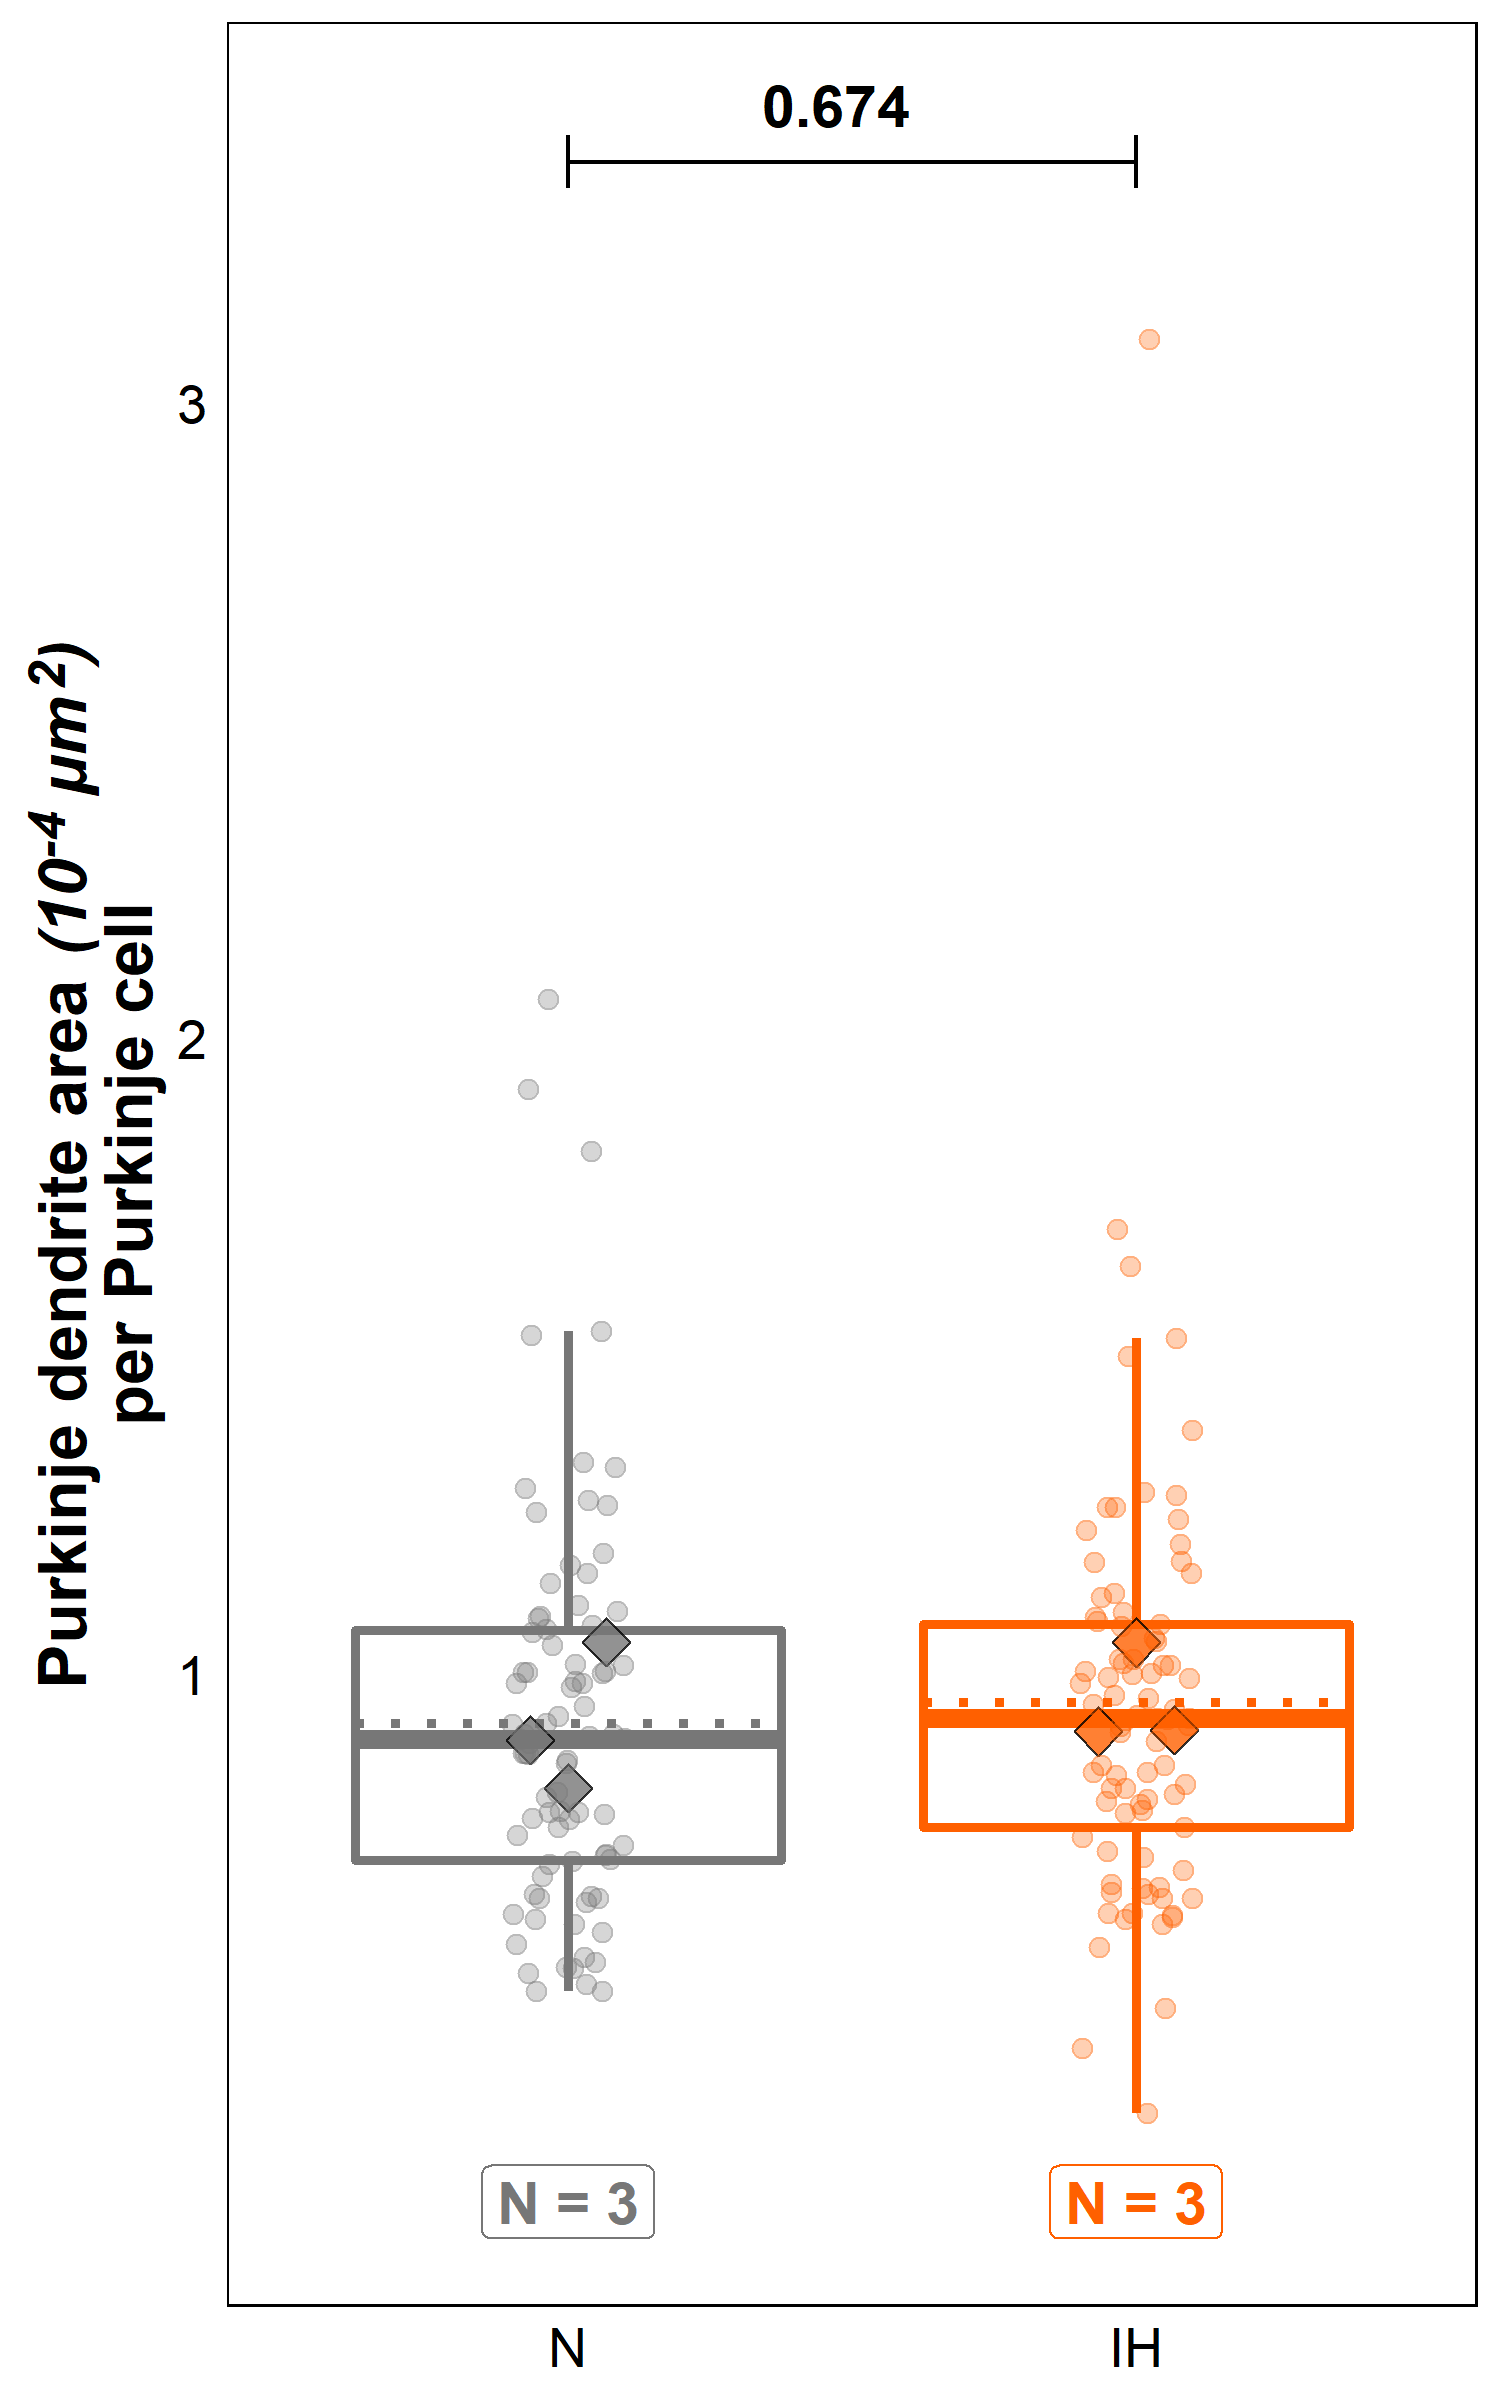 0.674
3
2
1
Purkinje dendrite area (10⁻⁴ µm²)
per Purkinje cell
N = 3
N = 3
N
IH